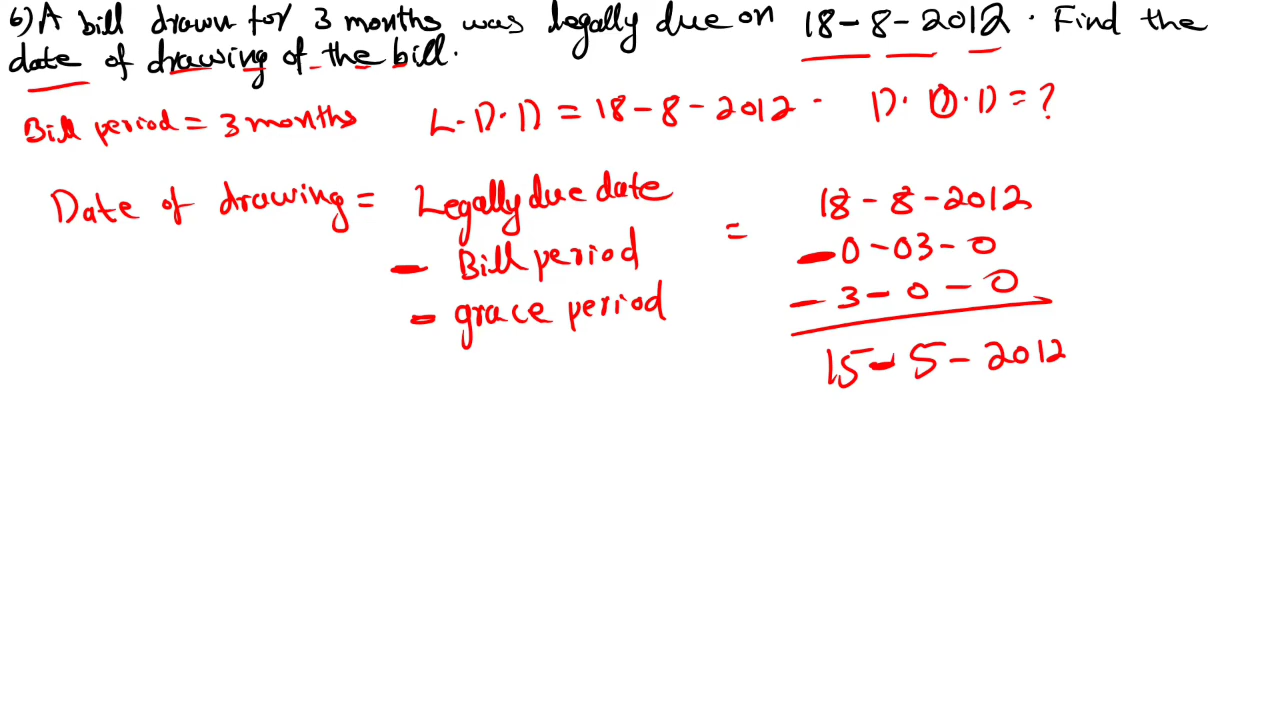 6) A bill drawn for 3 months was legally due on 18-8-2012. Find the
date of drawing of the bill.
Bill period = 3 months L.D.D = 18-8-2012. D.O.D = ?
Date of drawing = Legally due date
- Bill period
- grace period
= 18-8-2012
-0-03-0
-3-0-0
15-5-2012